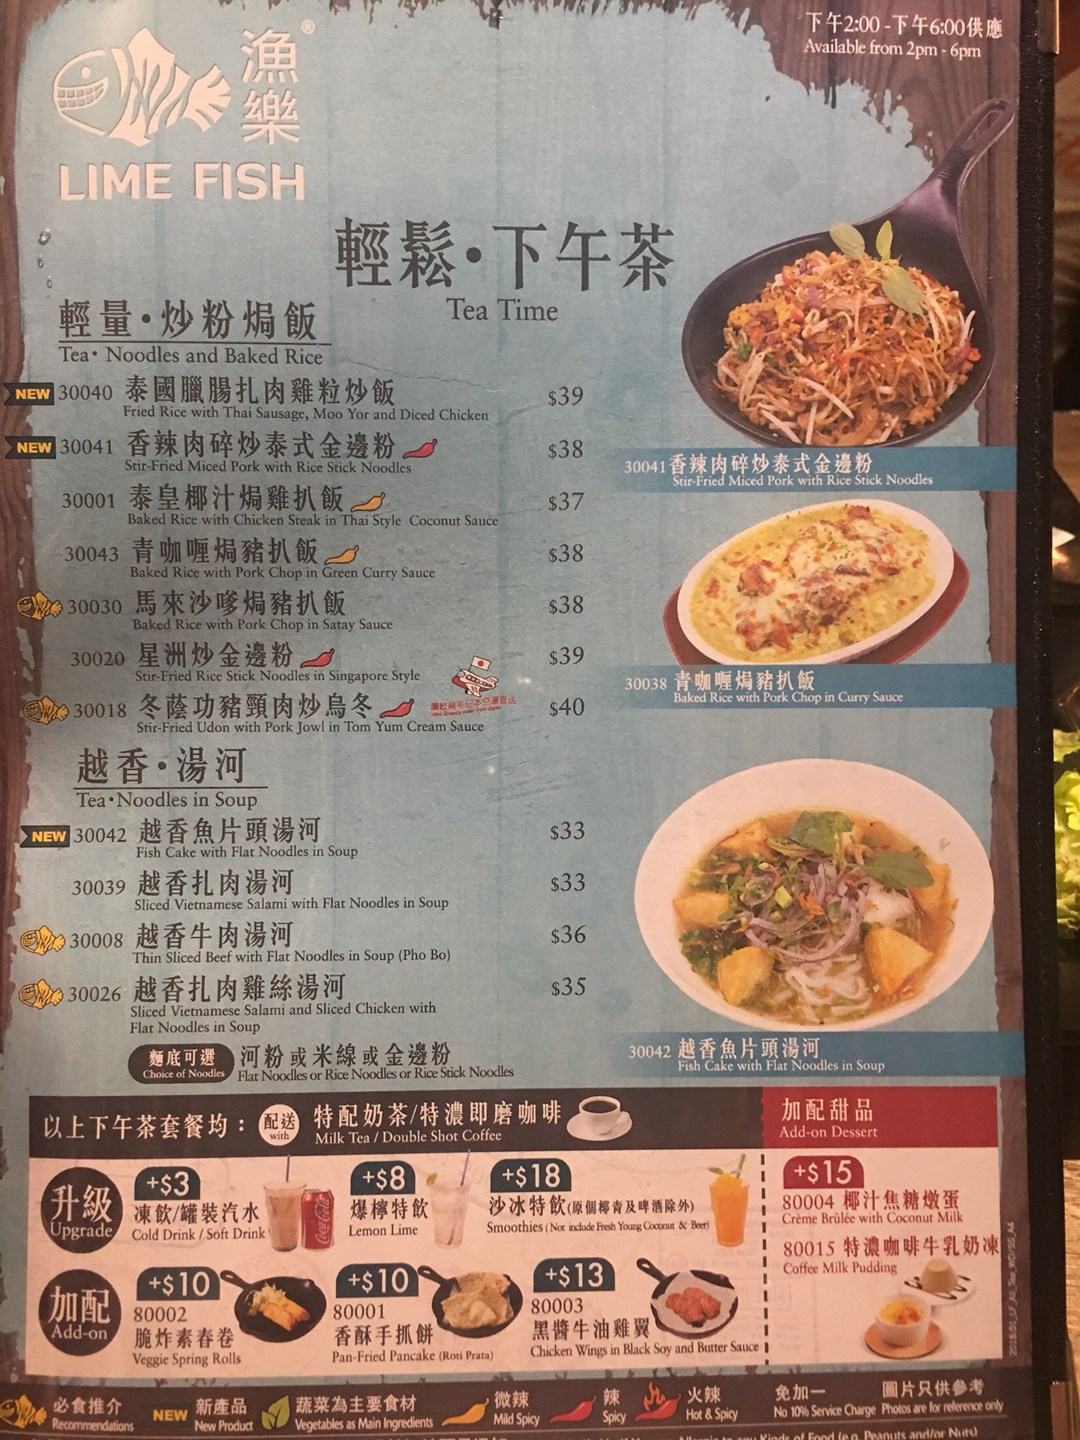 下午2:00 -下午6:00供應
Available from 2pm - 6pm
漁樂®
LIME FISH
輕鬆·下午茶
Tea Time
輕量·炒粉焗飯
Tea· Noodles and Baked Rice
NEW 30040 泰國臘腸扎肉雞粒炒飯 $39
Fried Rice with Thai Sausage, Moo Yor and Diced Chicken
NEW 30041 香辣肉碎炒泰式金邊粉 $38
Stir-Fried Miced Pork with Rice Stick Noodles
30001 泰皇椰汁焗雞扒飯 $37
Baked Rice with Chicken Steak in Thai Style Coconut Sauce
30043 青咖喱焗豬扒飯 $38
Baked Rice with Pork Chop in Green Curry Sauce
30030 馬來沙嗲焗豬扒飯 $38
Baked Rice with Pork Chop in Satay Sauce
30020 星洲炒金邊粉 $39
Stir-Fried Rice Stick Noodles in Singapore Style
30018 冬蔭功豬頸肉炒烏冬 $40
Stir-Fried Udon with Pork Jowl in Tom Yum Cream Sauce
30041香辣肉碎炒泰式金邊粉
Stir-Fried Miced Pork with Rice Stick Noodles
30038 青咖喱焗豬扒飯
Baked Rice with Pork Chop in Curry Sauce
越香·湯河
Tea·Noodles in Soup
NEW 30042 越香魚片頭湯河 $33
Fish Cake with Flat Noodles in Soup
30039 越香扎肉湯河 $33
Sliced Vietnamese Salami with Flat Noodles in Soup
30008 越香牛肉湯河 $36
Thin Sliced Beef with Flat Noodles in Soup (Pho Bo)
30026 越香扎肉雞絲湯河 $35
Sliced Vietnamese Salami and Sliced Chicken with
Flat Noodles in Soup
麵底可選 河粉或米線或金邊粉
Choice of Noodles Flat Noodles or Rice Noodles or Rice Stick Noodles
30042 越香魚片頭湯河
Fish Cake with Flat Noodles in Soup
以上下午茶套餐均： 配送 特配奶茶/特濃即磨咖啡
with Milk Tea / Double Shot Coffee
加配甜品
Add-on Dessert
升級
Upgrade
+$3
凍飲/罐裝汽水
Cold Drink / Soft Drink
Coca-Cola
+$8
爆檸特飲
Lemon Lime
+$18
沙冰特飲(原個椰青及啤酒除外)
Smoothies ( Not include Fresh Young Coconut & Beer)
+$15
80004 椰汁焦糖燉蛋
Crème Brûlée with Coconut Milk
80015 特濃咖啡牛乳奶凍
Coffee Milk Pudding
加配
Add-on
+$10
80002
脆炸素春卷
Veggie Spring Rolls
+$10
80001
香酥手抓餅
Pan-Fried Pancake (Roti Prata)
+$13
80003
黑醬牛油雞翼
Chicken Wings in Black Soy and Butter Sauce
必食推介
Recommendations
NEW 新產品
New Product
蔬菜為主要食材
Vegetables as Main Ingredients
微辣
Mild Spicy
辣
Spicy
火辣
Hot & Spicy
免加一
No 10% Service Charge
圖片只供參考
Photos are for reference only
Allergic to any Kinds of Food (e.g. Peanuts and/or Nuts)